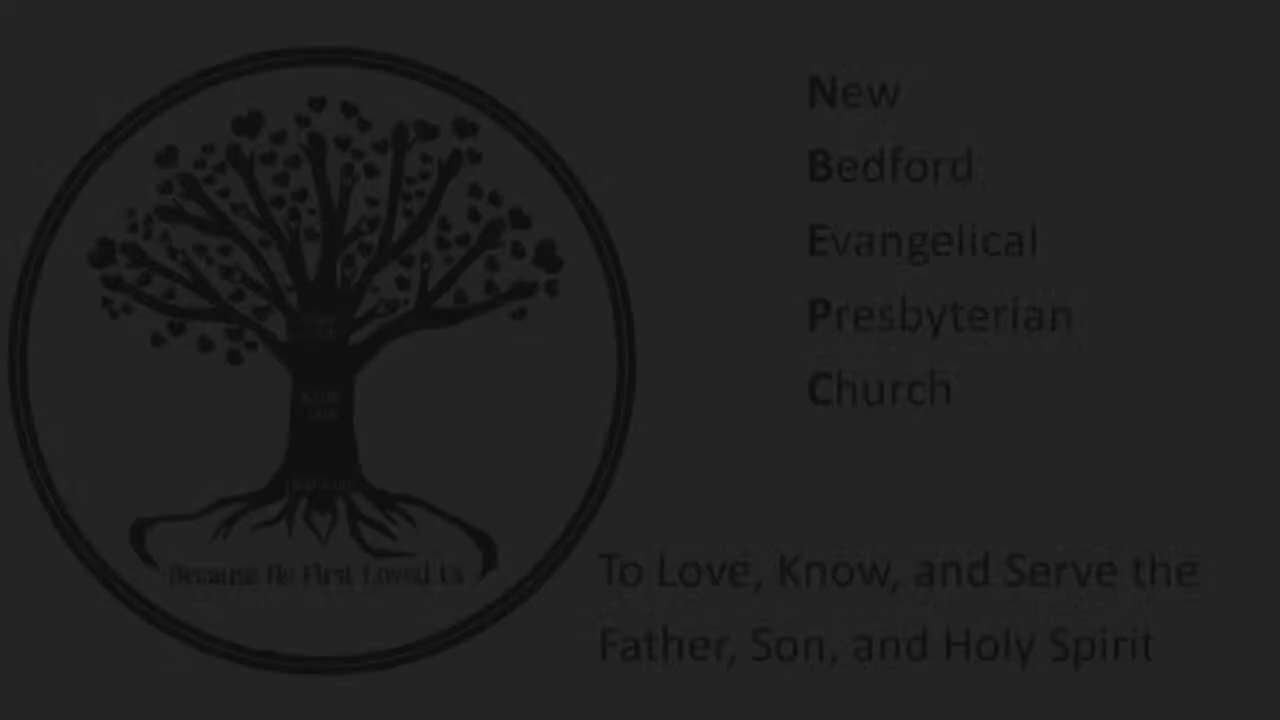 New
Bedford
Evangelical
Presbyterian
Church
Because He First Loved Us
To Love, Know, and Serve the
Father, Son, and Holy Spirit